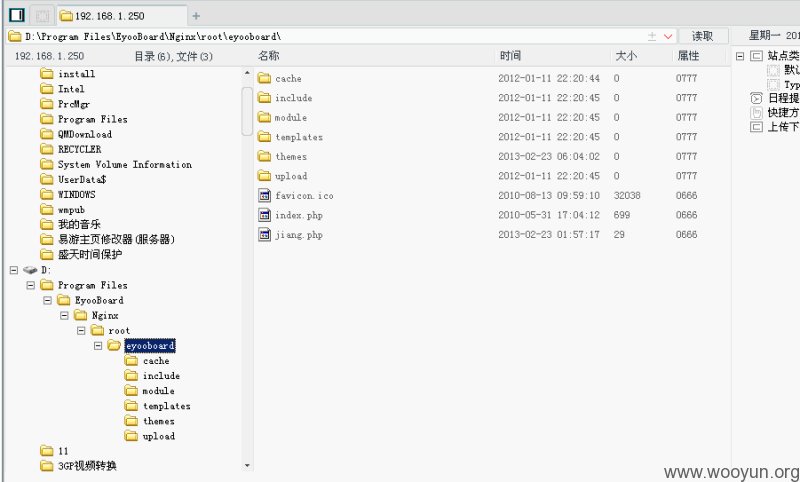 192.168.1.250
D:\Program Files\EyooBoard\Nginx\root\eyooboard\ 读取 星期一 201
192.168.1.250 目录(6),文件(3) 名称 时间 大小 属性
install
Intel
PrcMgr
Program Files
QMDownload
RECYCLER
System Volume Information
UserData$
WINDOWS
wmpub
我的音乐
易游主页修改器(服务器)
盛天时间保护
D:
Program Files
EyooBoard
Nginx
root
eyooboard
cache
include
module
templates
themes
upload
11
3GP视频转换
cache 2012-01-11 22:20:44 0 0777
include 2012-01-11 22:20:45 0 0777
module 2012-01-11 22:20:45 0 0777
templates 2012-01-11 22:20:45 0 0777
themes 2013-02-23 06:04:02 0 0777
upload 2012-01-11 22:20:45 0 0777
favicon.ico 2010-08-13 09:59:10 32038 0666
index.php 2010-05-31 17:04:12 699 0666
jiang.php 2013-02-23 01:57:17 29 0666
站点类
默认
Typ
日程提
快捷方
上传下
www.wooyun.org